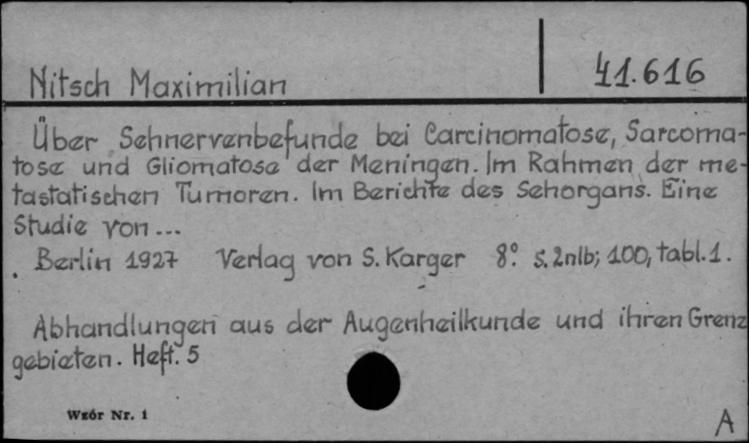 Nitsch Maximilian
41.616
Über Sehnervenbefunde bei Carcinomatose, Sarcoma-
tose und Gliomatose der Meningen. Im Rahmen der me-
tastatischen Tumoren. Im Berichte des Sehorgans. Eine
Studie von...
Berlin 1927 Verlag von S. Karger 8° s. 2nlb; 100, tabl. 1.
Abhandlungen aus der Augenheilkunde und ihren Grenz
gebieten. Heft. 5
Wzór Nr. 1
A